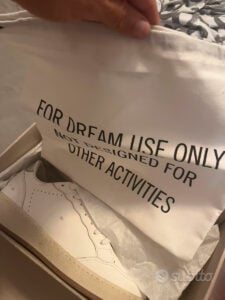 FOR DREAM USE ONLY
NOT DESIGNED FOR
OTHER ACTIVITIES
subito